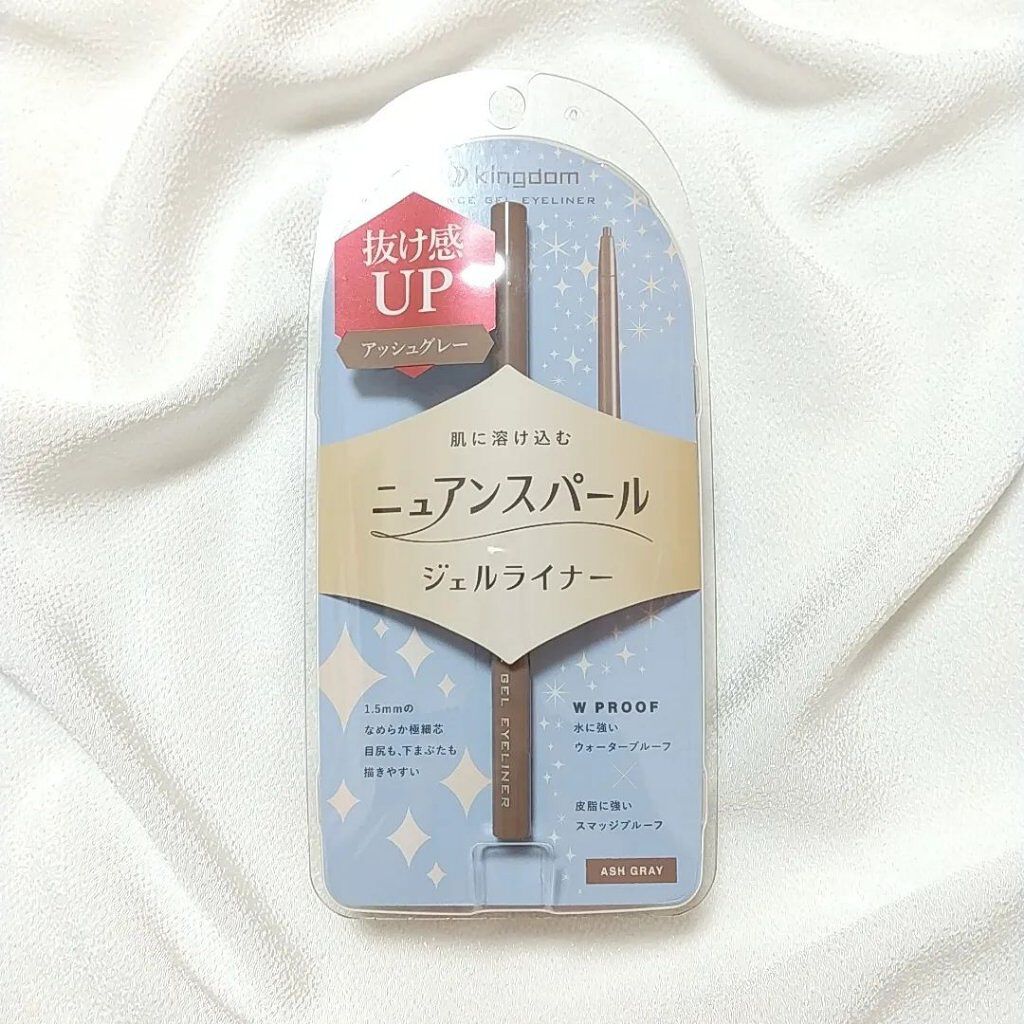 kingdom
GEL EYELINER
抜け感
UP
アッシュグレー
肌に溶け込む
ニュアンスパール
ジェルライナー
GEL EYELINER
1.5mmの
なめらか極細芯
目尻も、下まぶたも
描きやすい
W PROOF
水に強い
ウォータープルーフ
皮脂に強い
スマッジプルーフ
ASH GRAY